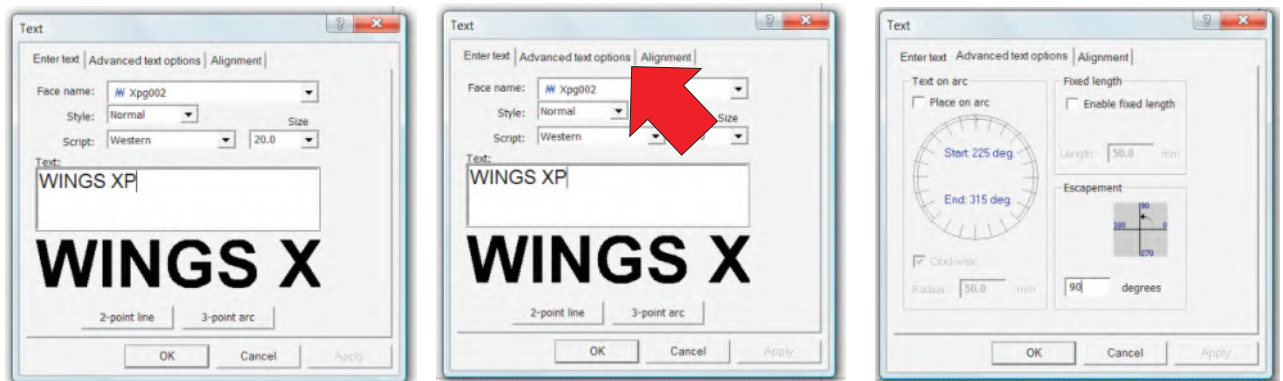 Text
Enter text Advanced text options Alignment
Face name: Xpg002
Style: Normal
Size
Script: Western 20.0
Text:
WINGS XP
WINGS X
2-point line 3-point arc
OK Cancel Apply
Text
Enter text Advanced text options Alignment
Face name: Xpg002
Style: Normal
Size
Script: Western
Text:
WINGS XP
WINGS X
2-point line 3-point arc
OK Cancel Apply
Text
Enter text Advanced text options Alignment
Text on arc Fixed length
Place on arc Enable fixed length
Start: 225 deg.
Length: 50.0 mm
End: 315 deg.
Escapement
90
180 0
270
Clockwise
Radius: 50.0 mm
90 degrees
OK Cancel Apply